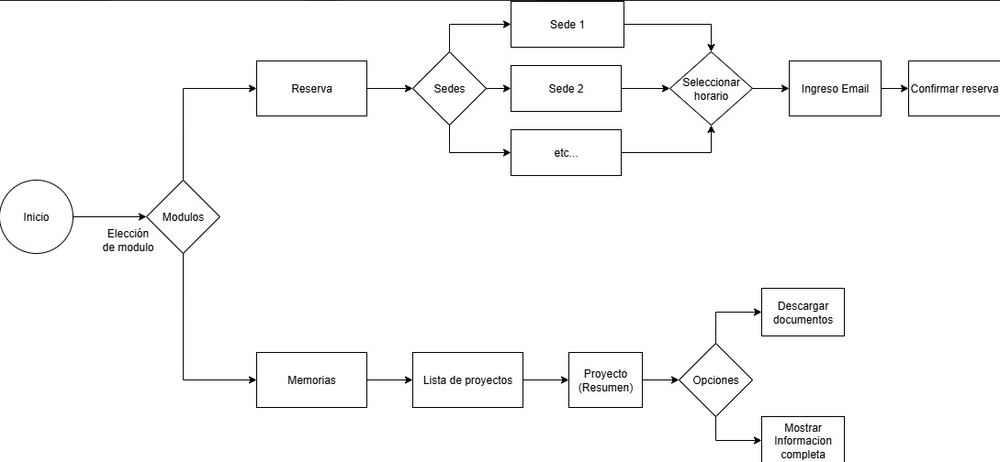 Sede 1
Reserva
Sedes
Sede 2
Seleccionar
horario
Ingreso Email
Confirmar reserva
etc...
Inicio
Elección
de modulo
Modulos
Descargar
documentos
Memorias
Lista de proyectos
Proyecto
(Resumen)
Opciones
Mostrar
Informacion
completa